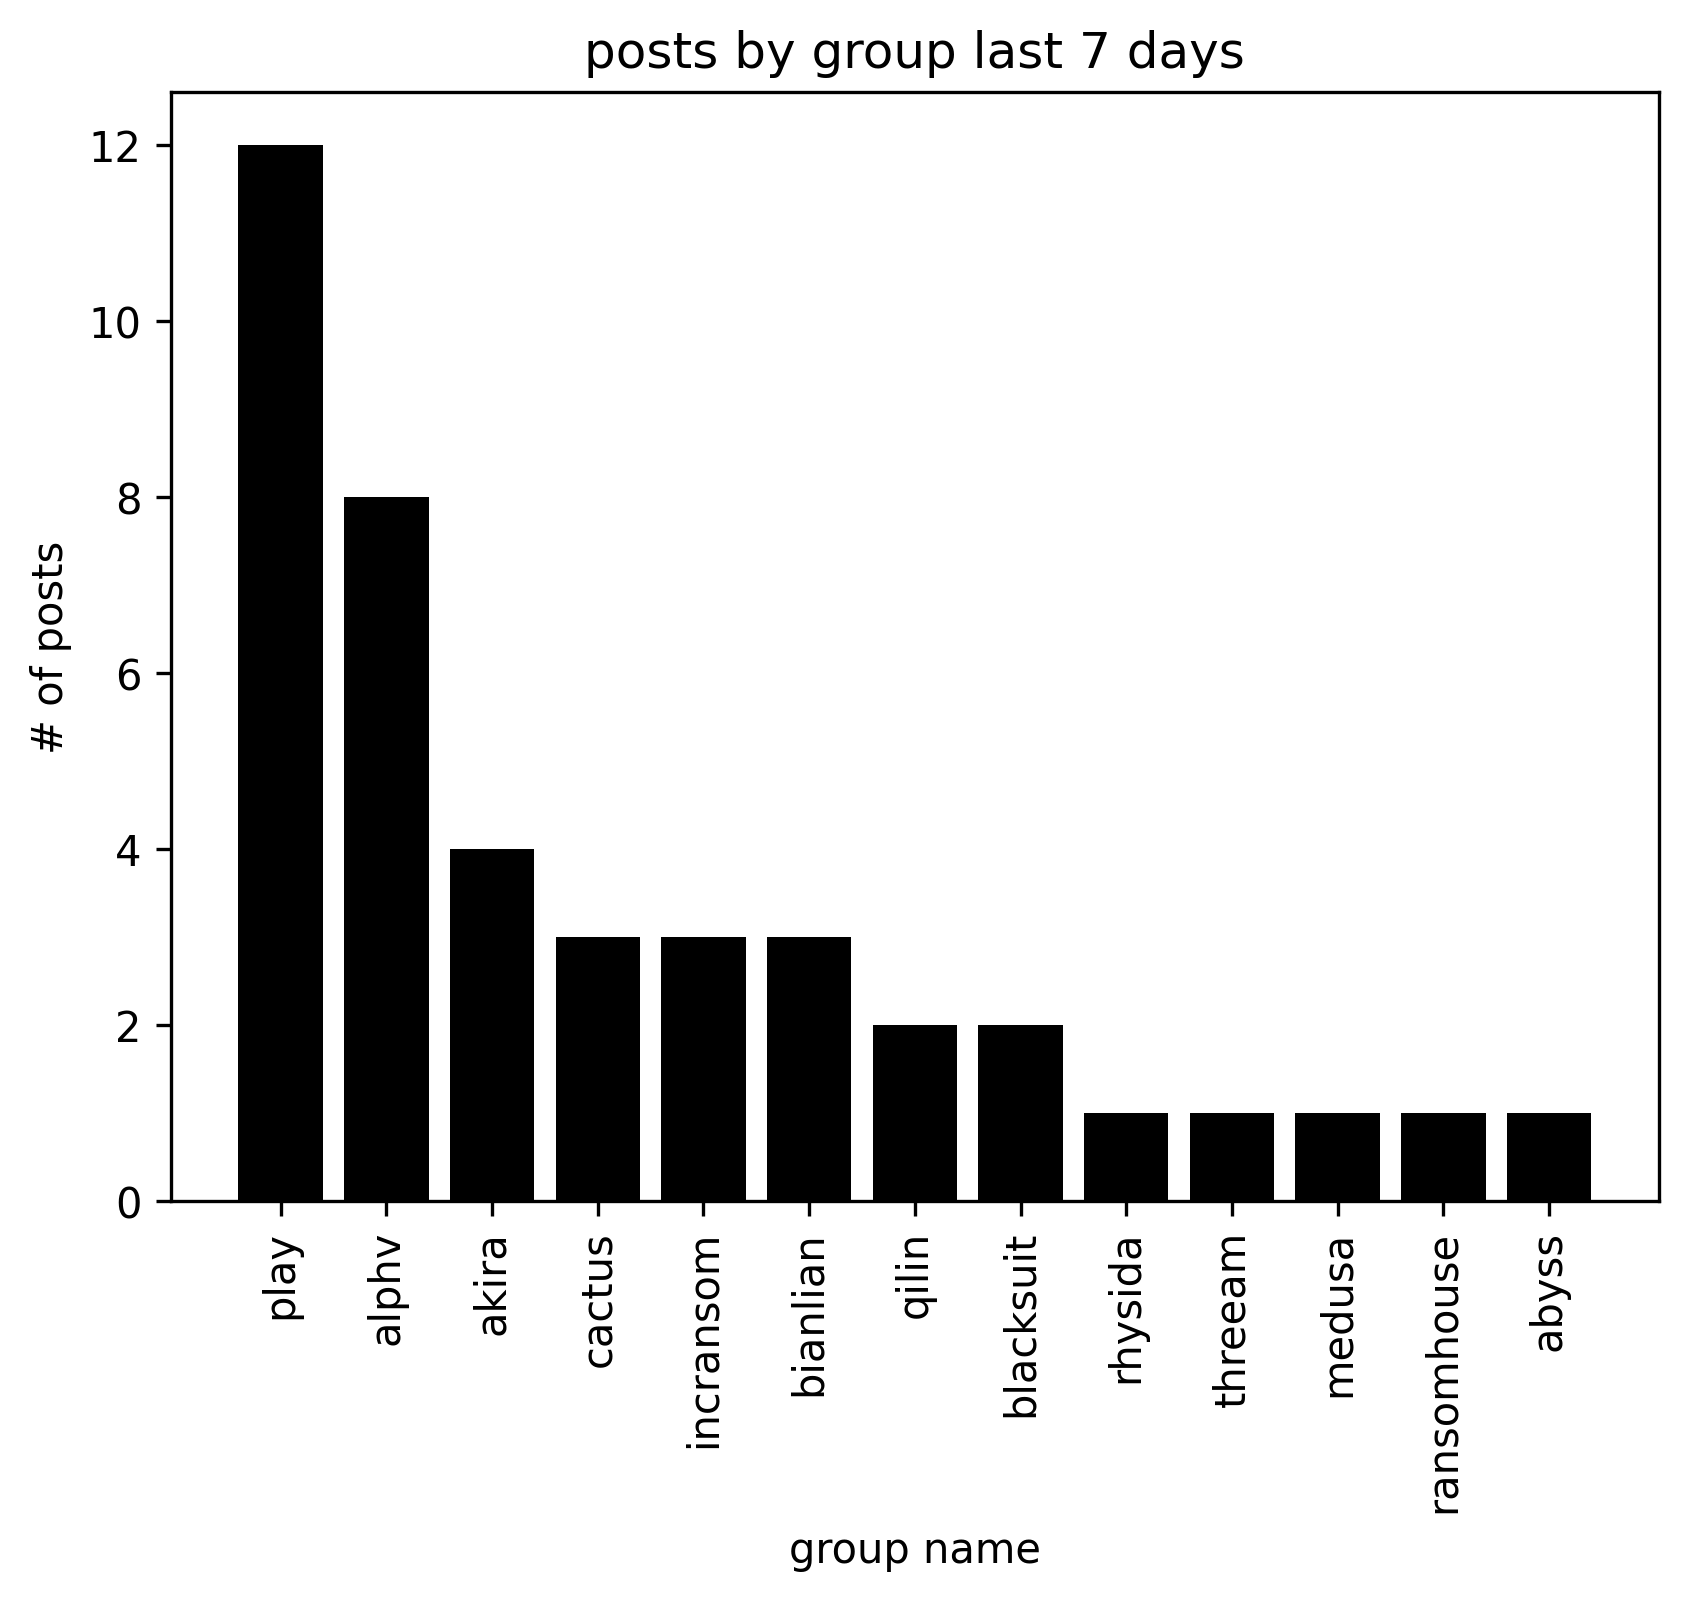 posts by group last 7 days
12
10
8
6
4
2
0
# of posts
play
alphv
akira
cactus
incransom
bianlian
qilin
blacksuit
rhysida
threeam
medusa
ransomhouse
abyss
group name